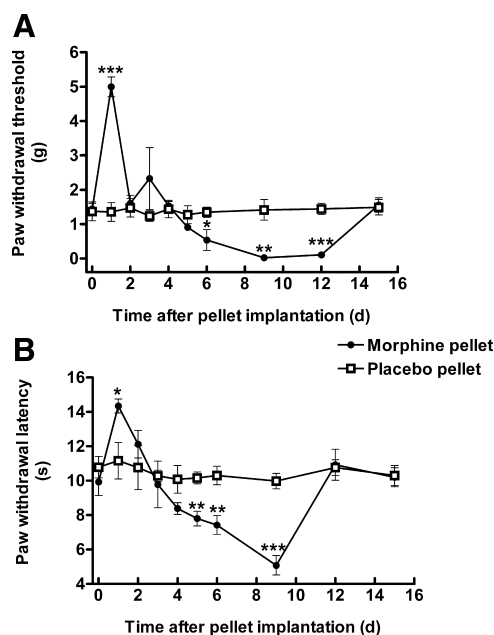 A
Paw withdrawal threshold
(g)
6
5
4
3
2
1
0
***
*
**
***
0 2 4 6 8 10 12 14 16
Time after pellet implantation (d)
B
Morphine pellet
Placebo pellet
Paw withdrawal latency
(s)
16
14
12
10
8
6
4
*
** **
***
0 2 4 6 8 10 12 14 16
Time after pellet implantation (d)